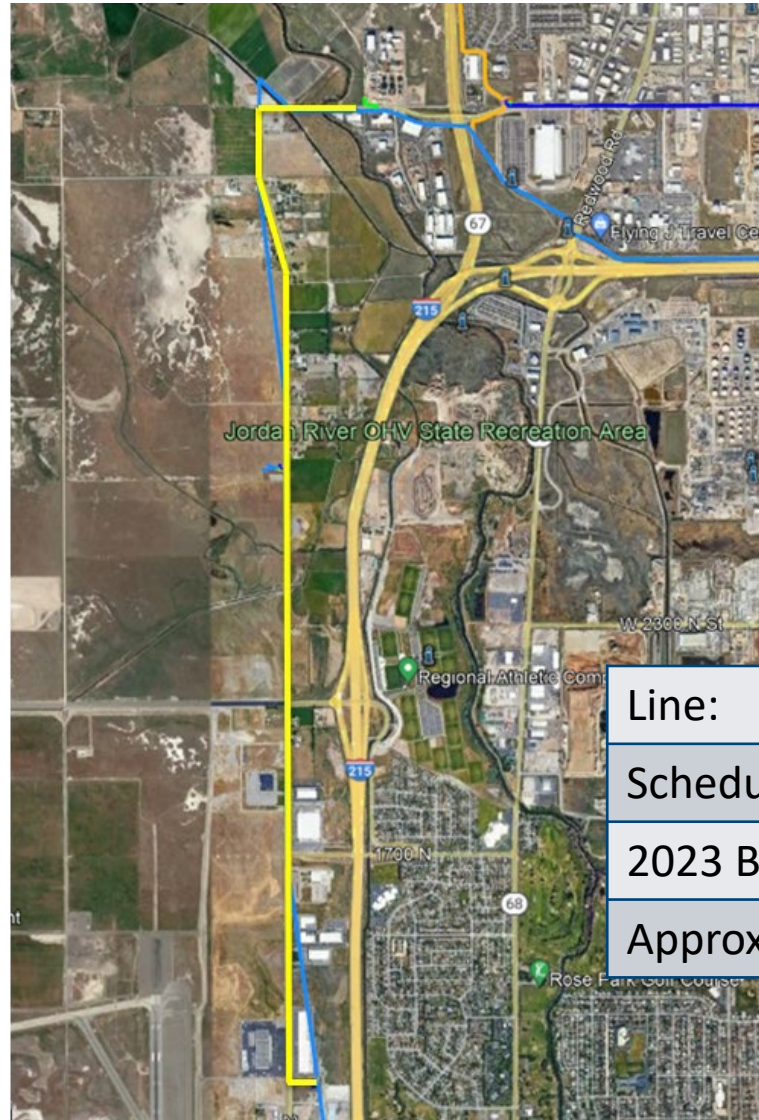 Redwood Rd
67
Flying J Travel Ce
215
Jordan River OHV State Recreation Area
W 2300 N St
Regional Athletic Comp
Line:
Schedu
215
2023 B
1700 N
68
Approx
nt
Rose Park Golf Course